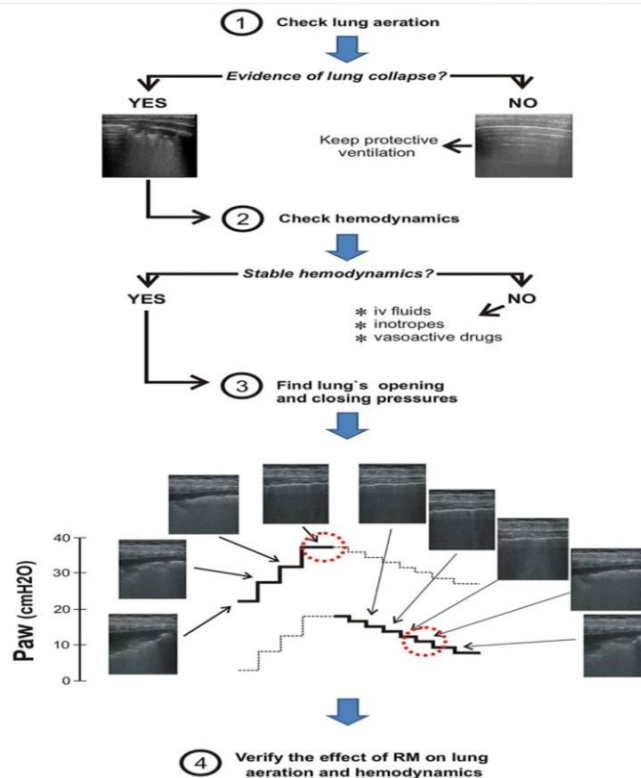 1 Check lung aeration
Evidence of lung collapse?
YES
NO
Keep protective
ventilation
2 Check hemodynamics
Stable hemodynamics?
YES
NO
* iv fluids
* inotropes
* vasoactive drugs
3 Find lung`s opening
and closing pressures
Paw (cmH2O)
40
30
20
10
0
4 Verify the effect of RM on lung
aeration and hemodynamics